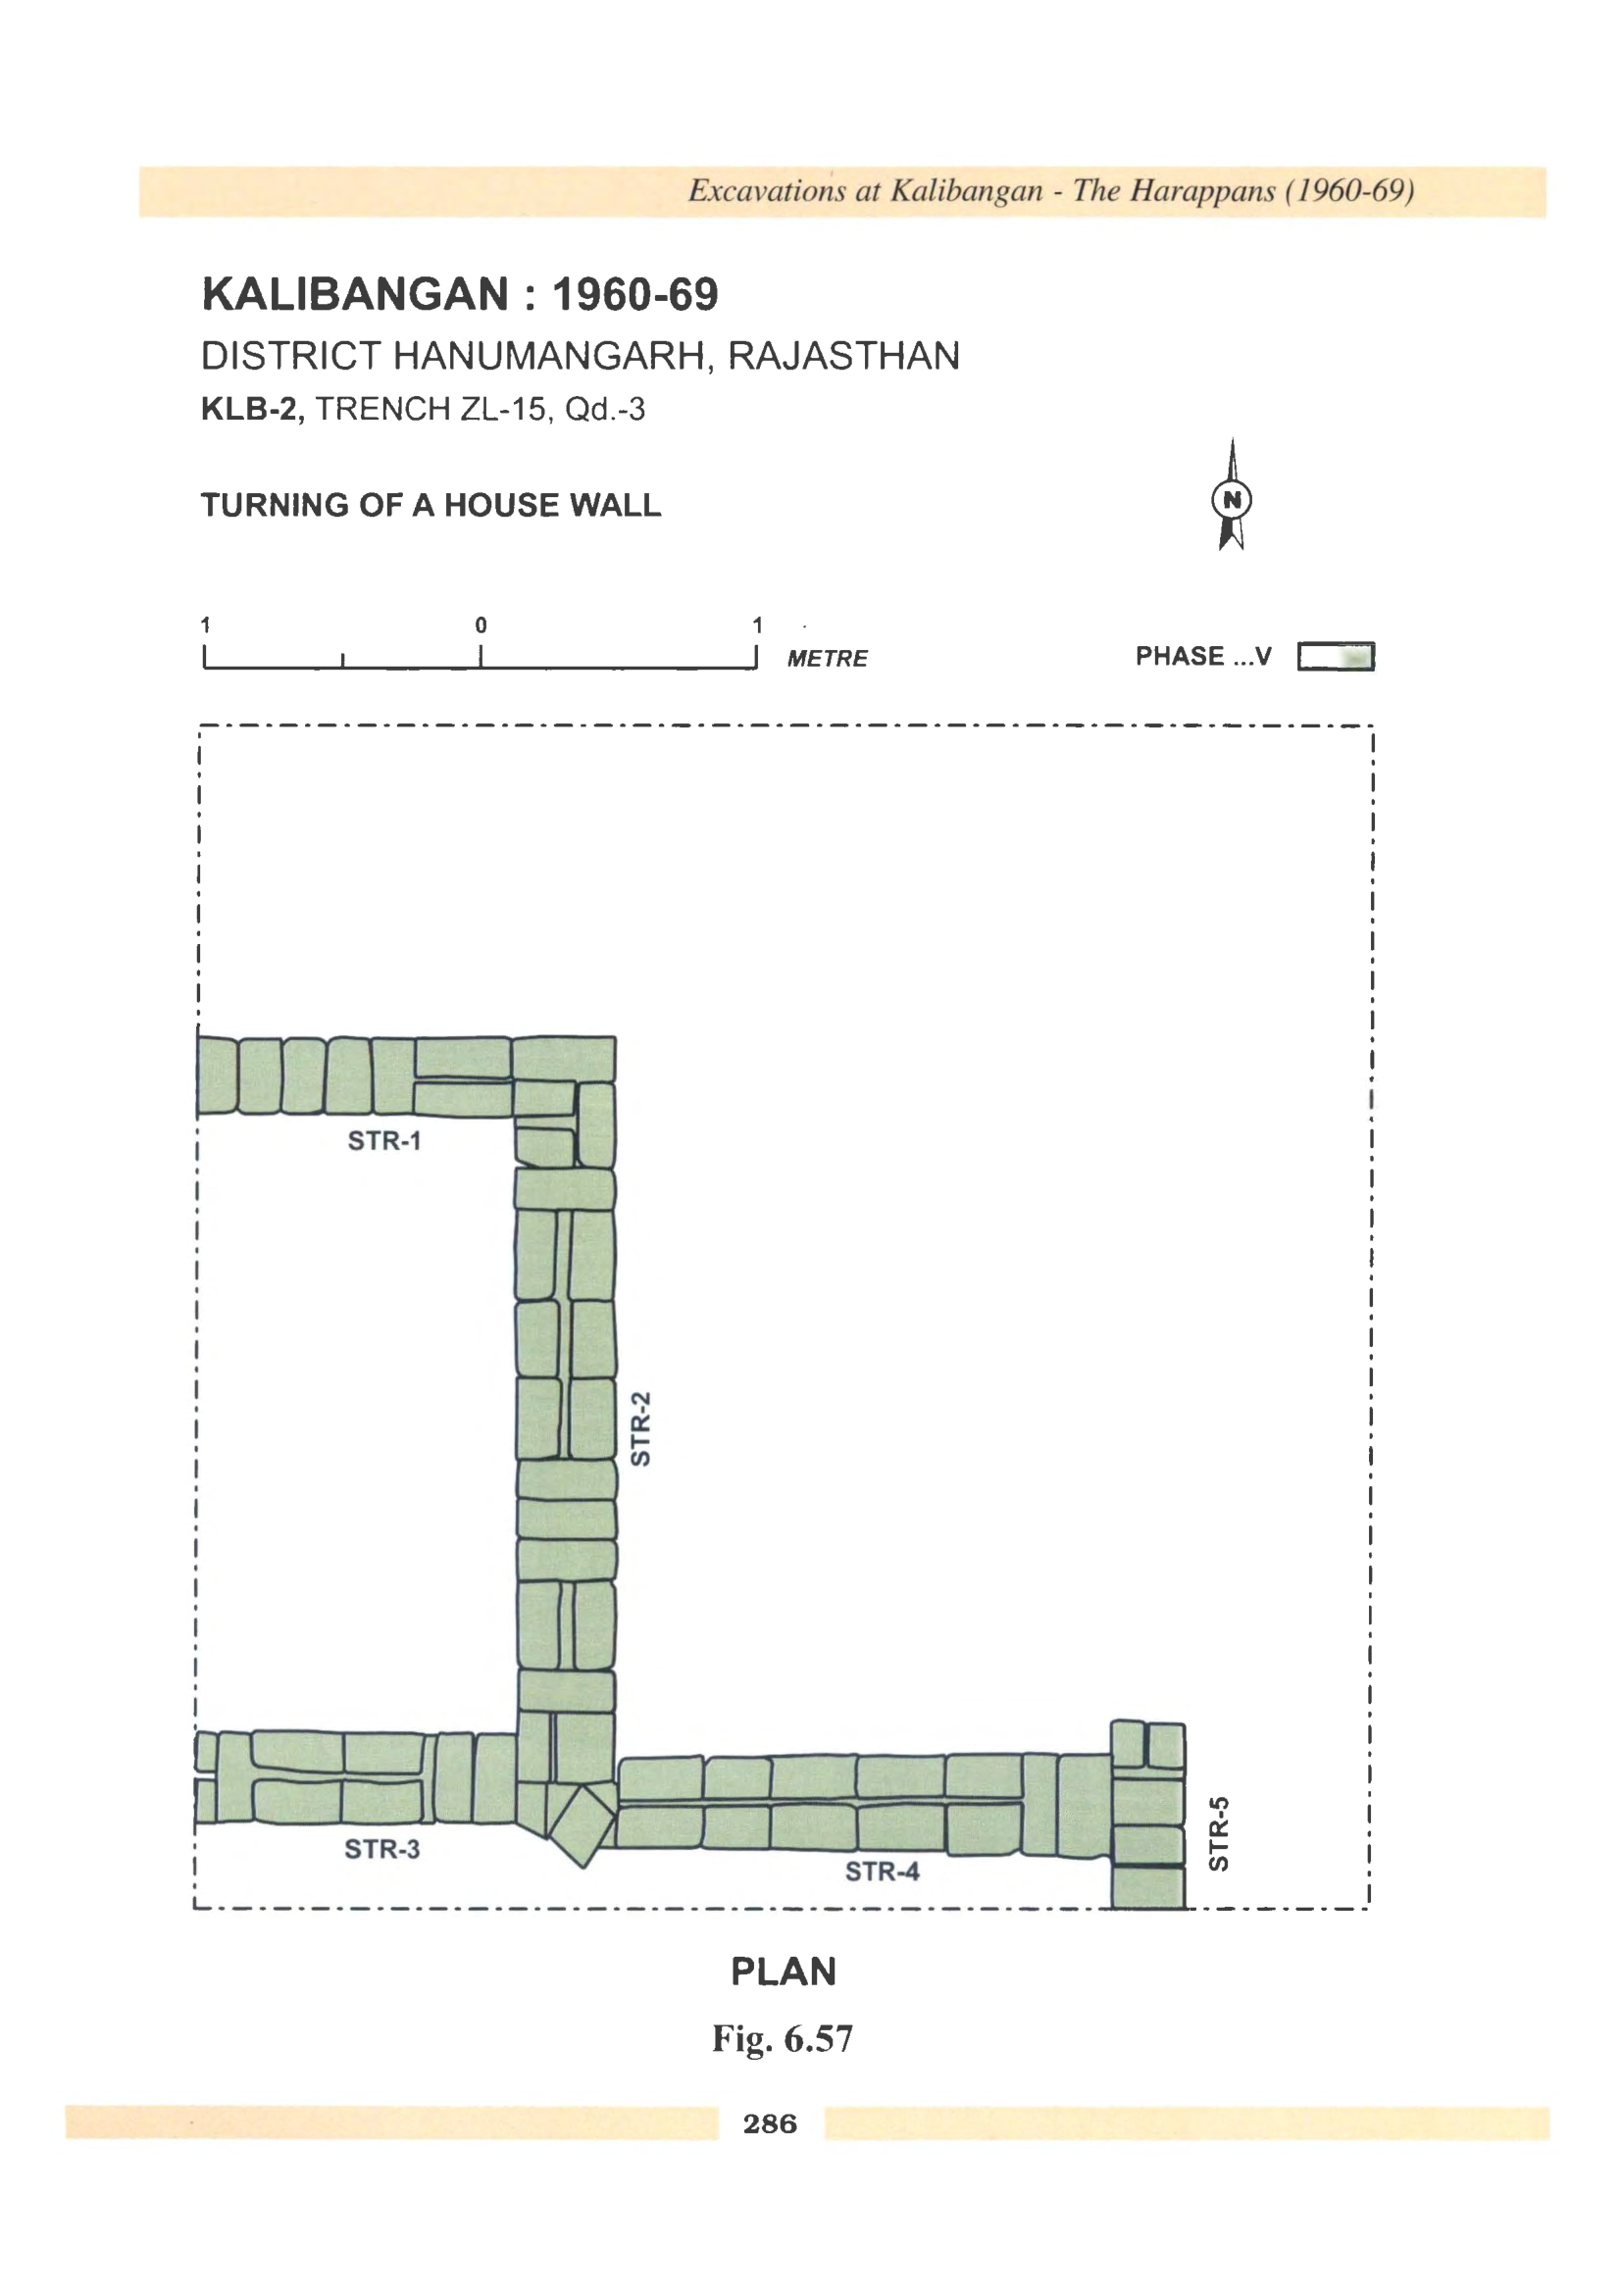 Excavations at Kalibangan - The Harappans (1960-69)
KALIBANGAN : 1960-69
DISTRICT HANUMANGARH, RAJASTHAN
KLB-2, TRENCH ZL-15, Qd.-3
N
TURNING OF A HOUSE WALL
1 0 1
METRE
PHASE ...V
STR-1
STR-2
STR-3
STR-4
STR-5
PLAN
Fig. 6.57
286